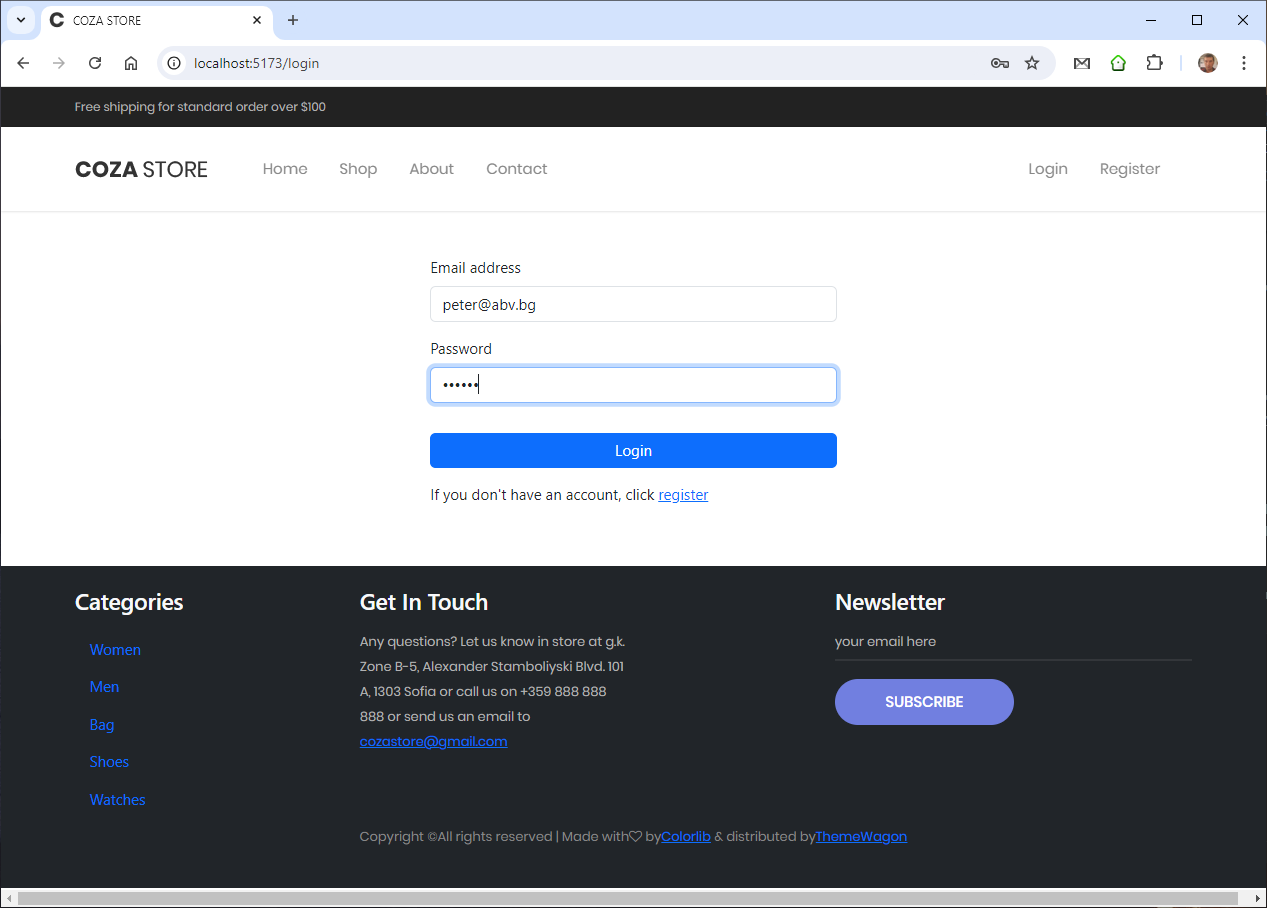 COZA STORE
localhost:5173/login
Free shipping for standard order over $100
COZA STORE Home Shop About Contact Login Register
Email address
peter@abv.bg
Password
••••••
Login
If you don't have an account, click register
Categories
Women
Men
Bag
Shoes
Watches
Get In Touch
Any questions? Let us know in store at g.k.
Zone B-5, Alexander Stamboliyski Blvd. 101
A, 1303 Sofia or call us on +359 888 888
888 or send us an email to
cozastore@gmail.com
Newsletter
your email here
SUBSCRIBE
Copyright ©All rights reserved | Made with♡ byColorlib & distributed byThemeWagon